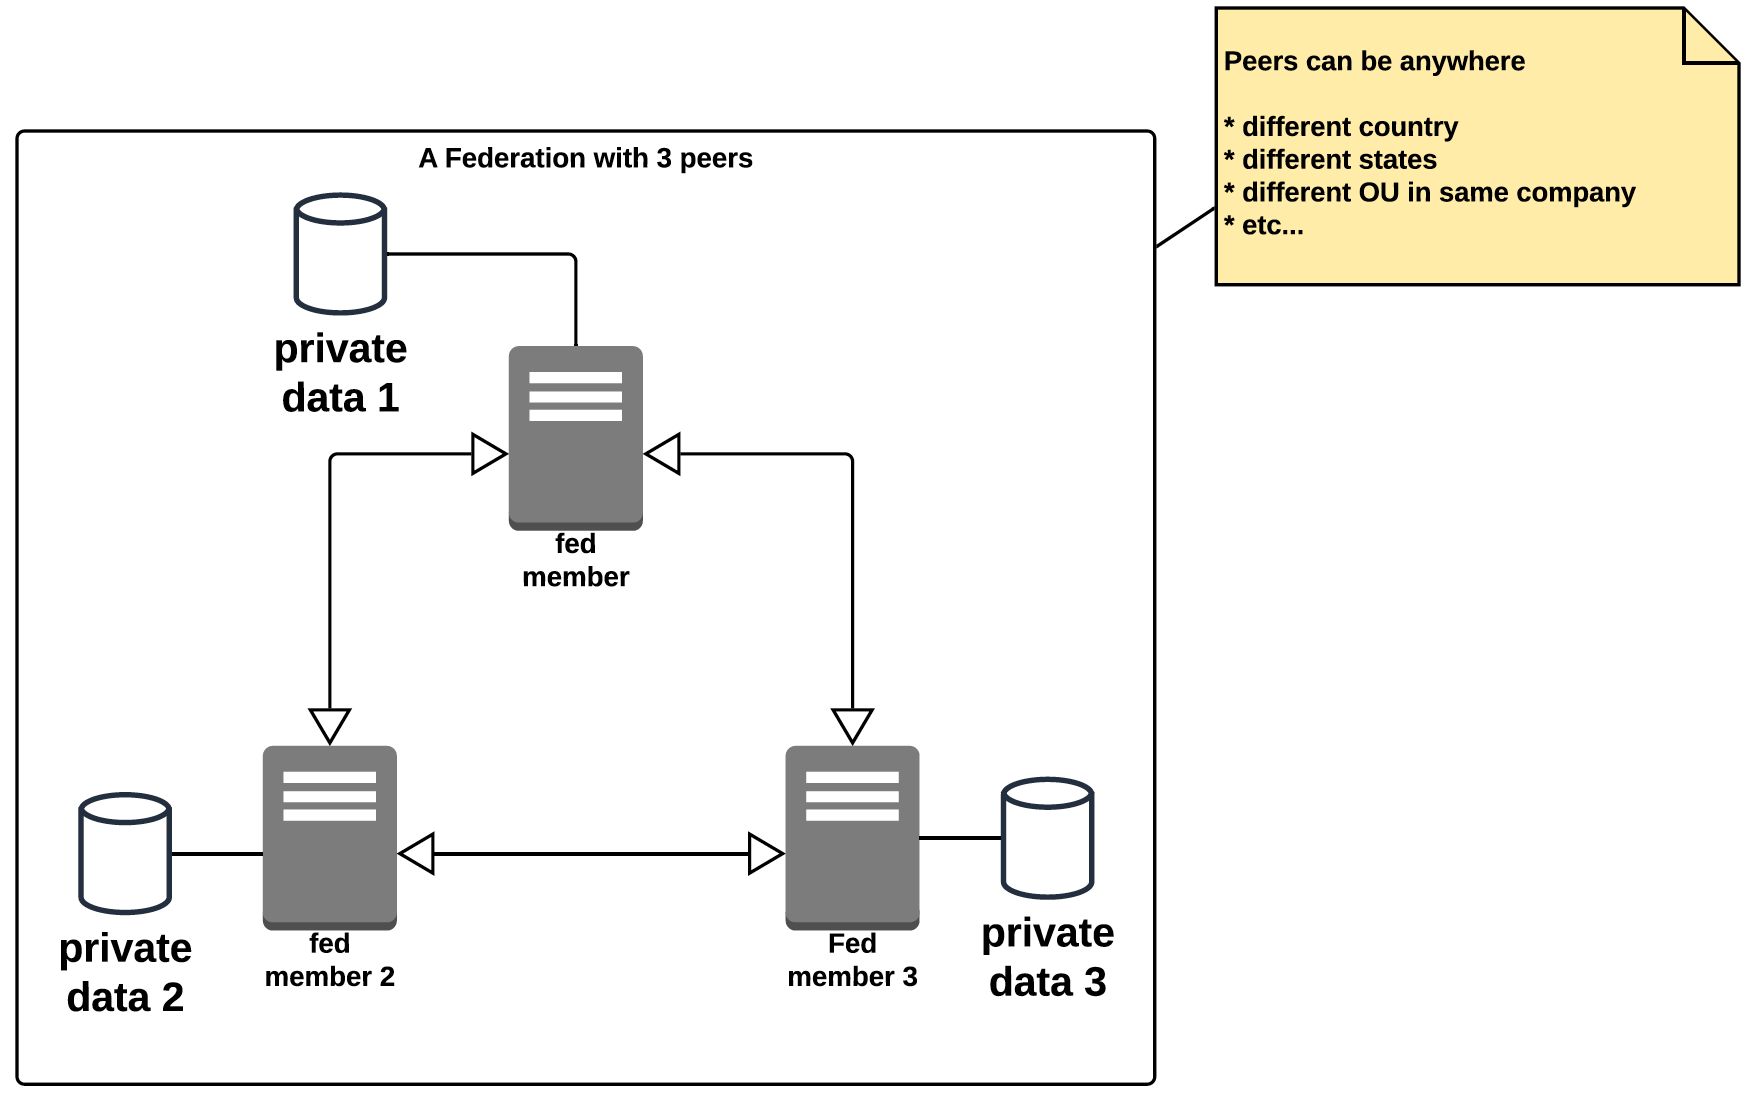 Peers can be anywhere
* different country
* different states
* different OU in same company
* etc...
A Federation with 3 peers
private
data 1
fed
member
private
data 2
fed
member 2
Fed
member 3
private
data 3